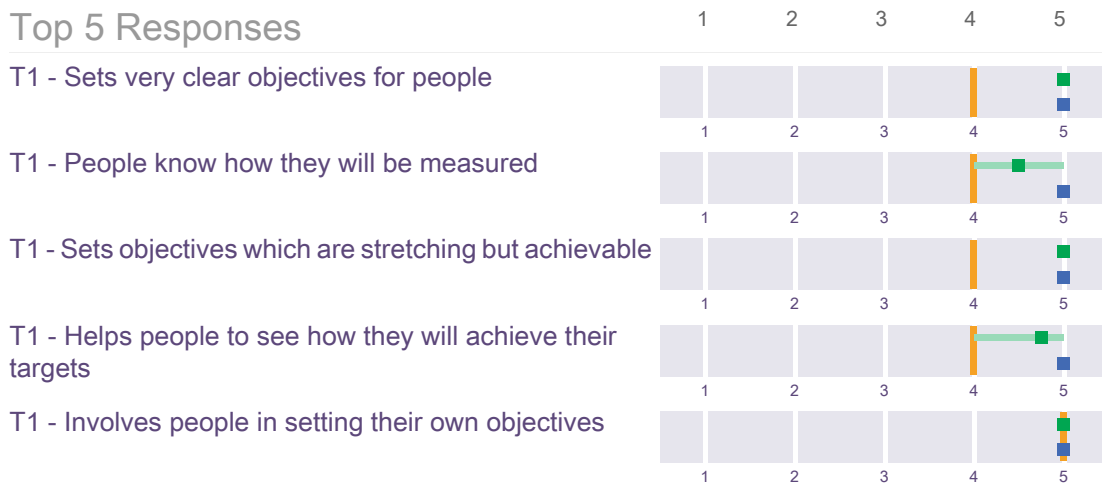 Top 5 Responses 1 2 3 4 5
T1 - Sets very clear objectives for people
1 2 3 4 5
T1 - People know how they will be measured
1 2 3 4 5
T1 - Sets objectives which are stretching but achievable
1 2 3 4 5
T1 - Helps people to see how they will achieve their
targets
1 2 3 4 5
T1 - Involves people in setting their own objectives
1 2 3 4 5